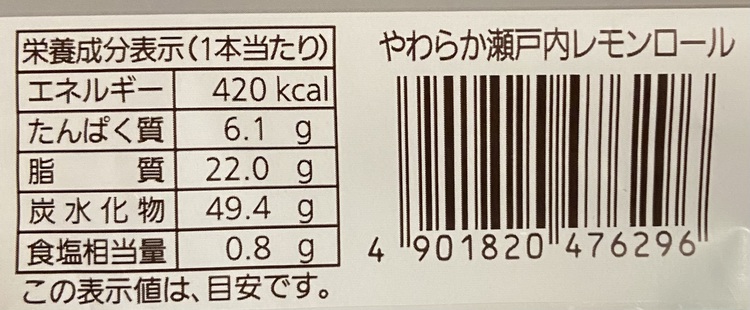 栄養成分表示(1本当たり)
エネルギー 420 kcal
たんぱく質 6.1 g
脂質 22.0 g
炭水化物 49.4 g
食塩相当量 0.8 g
この表示値は、目安です。
やわらか瀬戸内レモンロール
4 901820 476296